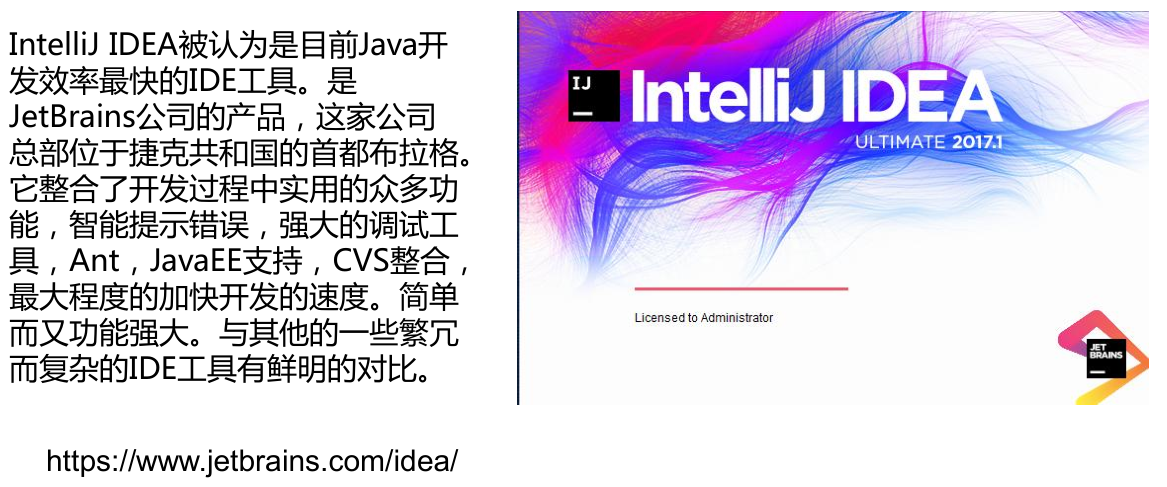 IntelliJ IDEA被认为是目前Java开
发效率最快的IDE工具。是
JetBrains公司的产品，这家公司
总部位于捷克共和国的首都布拉格。
它整合了开发过程中实用的众多功
能，智能提示错误，强大的调试工
具，Ant，JavaEE支持，CVS整合，
最大程度的加快开发的速度。简单
而又功能强大。与其他的一些繁冗
而复杂的IDE工具有鲜明的对比。
https://www.jetbrains.com/idea/
IJ
IntelliJ IDEA
ULTIMATE 2017.1
Licensed to Administrator
JET
BRAINS